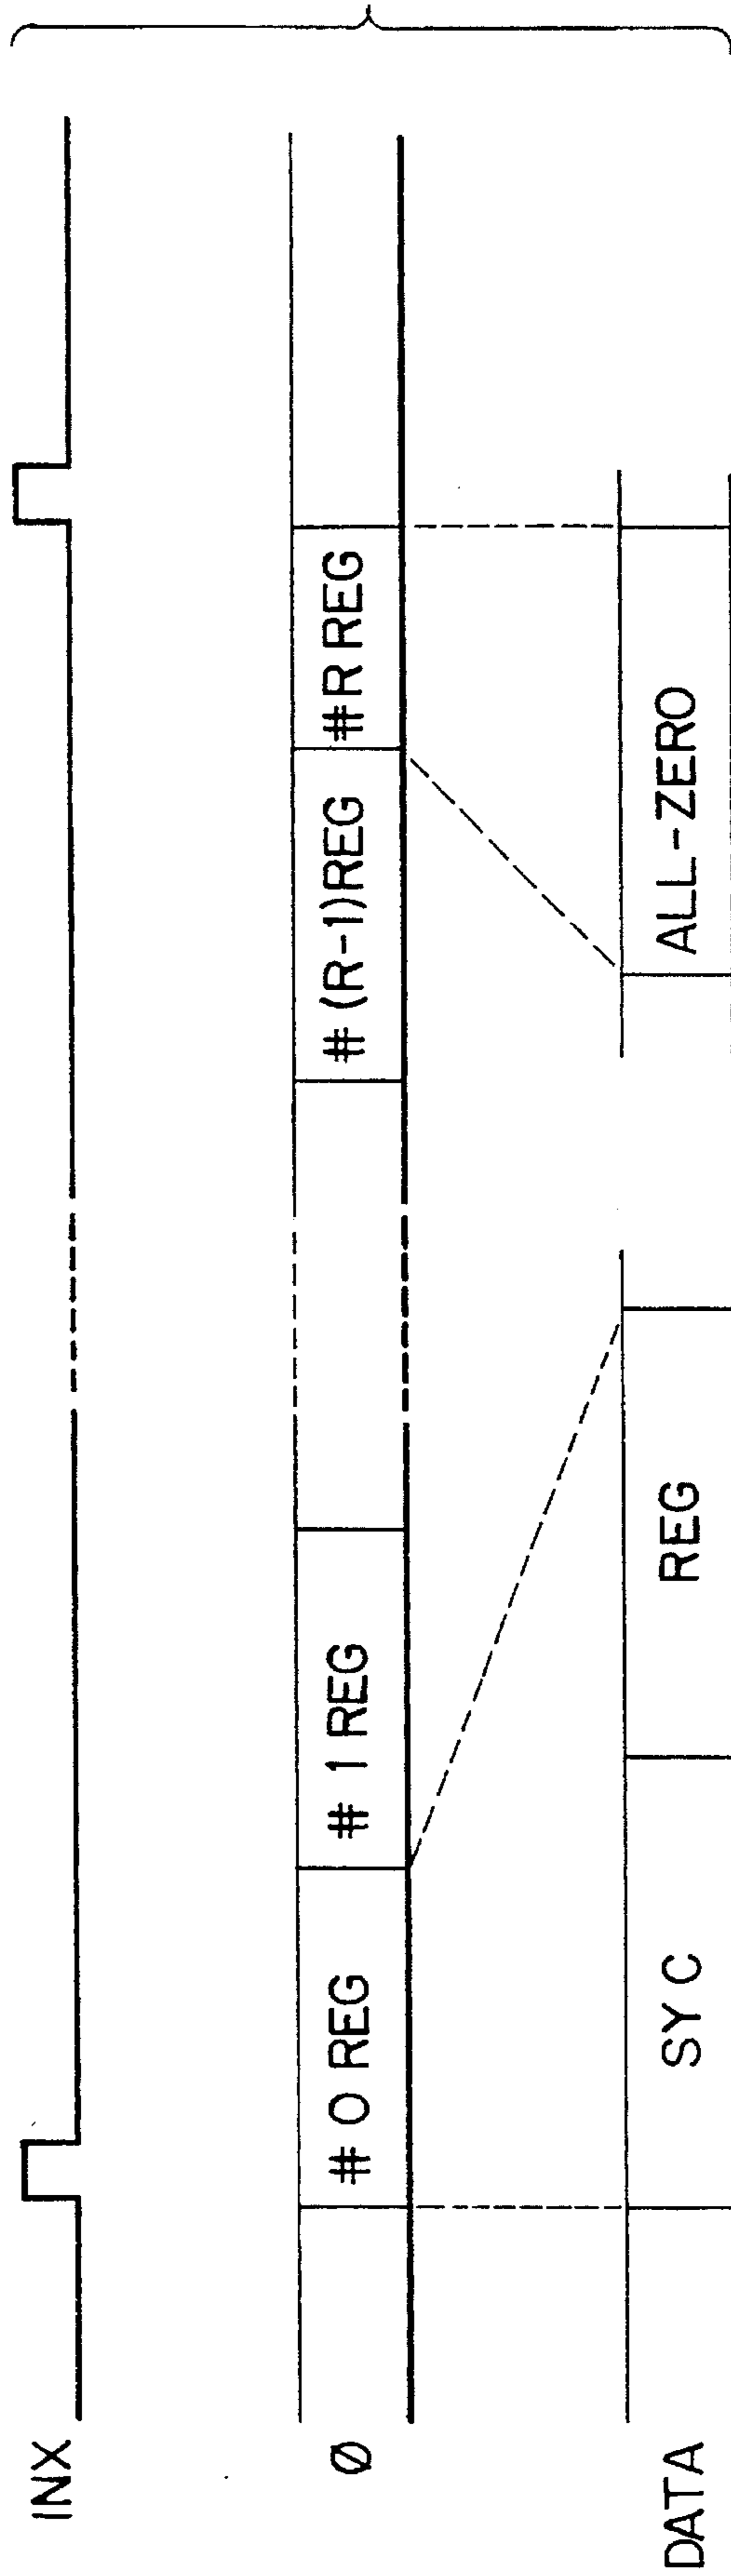 INX
Ø
# 0 REG
# 1 REG
# (R-1)REG
#R REG
DATA
SY C
REG
ALL-ZERO